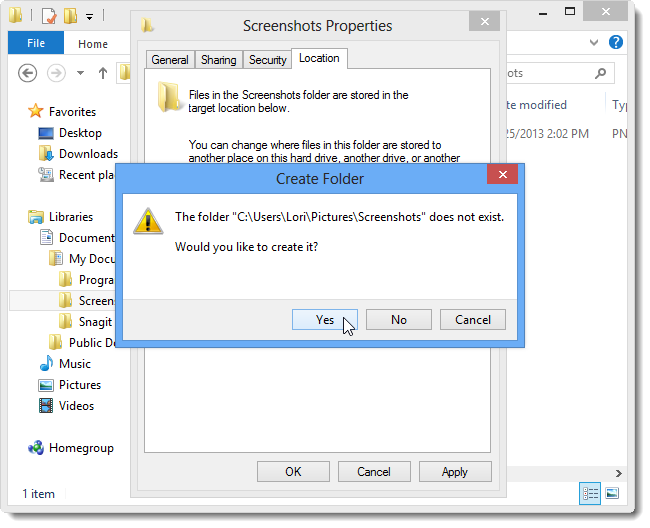 Screenshots Properties
File
Home
General
Sharing
Security
Location
Files in the Screenshots folder are stored in the
target location below.
You can change where files in this folder are stored to
another place on this hard drive, another drive, or another
Create Folder
The folder "C:\Users\Lori\Pictures\Screenshots" does not exist.
Would you like to create it?
Yes
No
Cancel
OK
Cancel
Apply
Favorites
Desktop
Downloads
Recent pla
Libraries
Document
My Docu
Progra
Screens
Snagit
Public Do
Music
Pictures
Videos
Homegroup
1 item
ots
te modified
Ty
25/2013 2:02 PM
PN